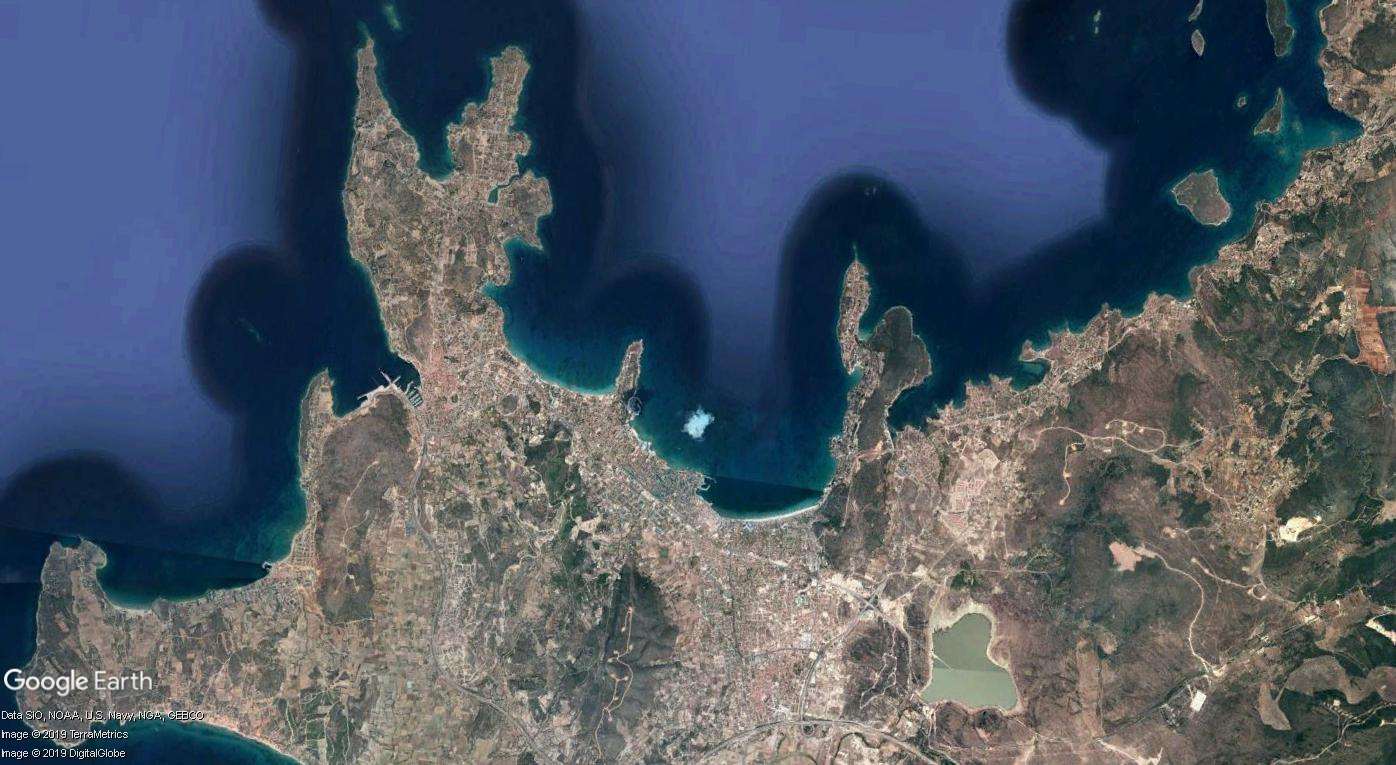 Google Earth
Data SIO, NOAA, U.S. Navy, NGA, GEBCO
Image © 2019 TerraMetrics
Image © 2019 DigitalGlobe